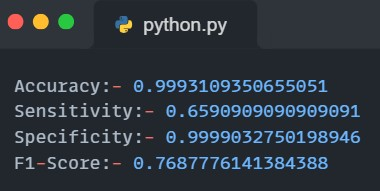 python.py
Accuracy:- 0.9993109350655051
Sensitivity:- 0.6590909090909091
Specificity:- 0.9999032750198946
F1-Score:- 0.7687776141384388